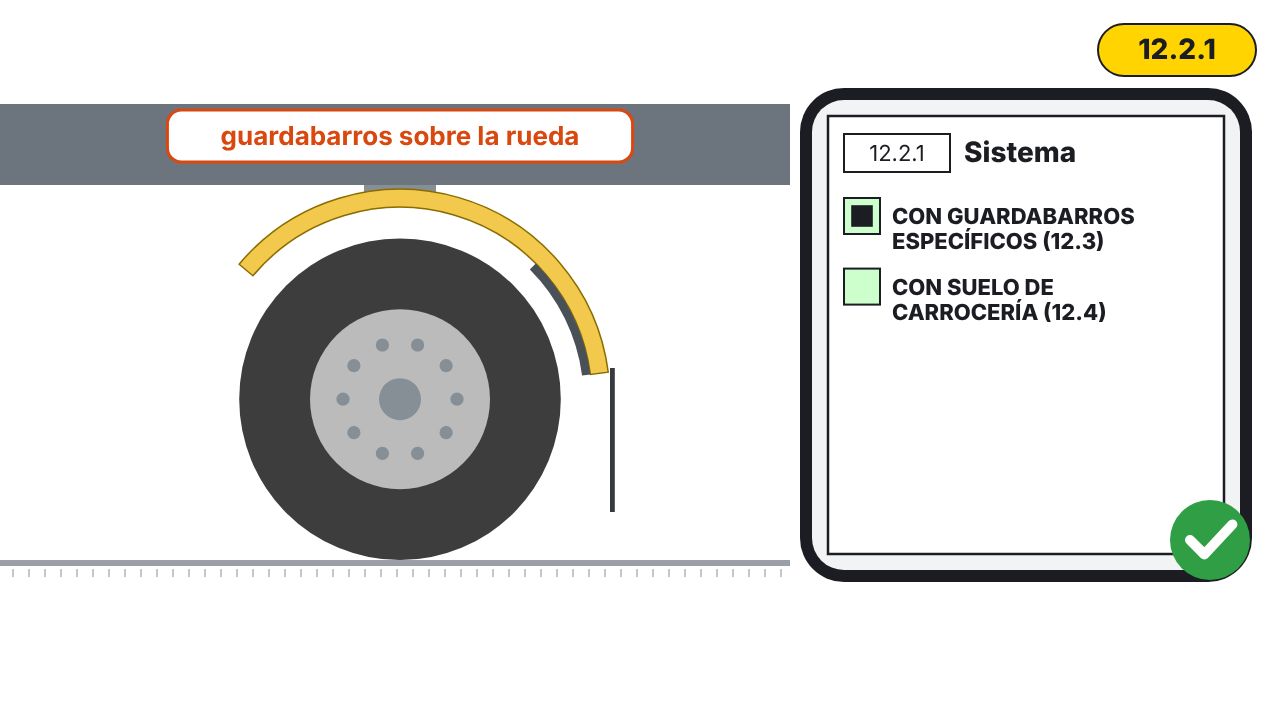 12.2.1
guardabarros sobre la rueda
12.2.1 Sistema
CON GUARDABARROS
ESPECÍFICOS (12.3)
CON SUELO DE
CARROCERÍA (12.4)